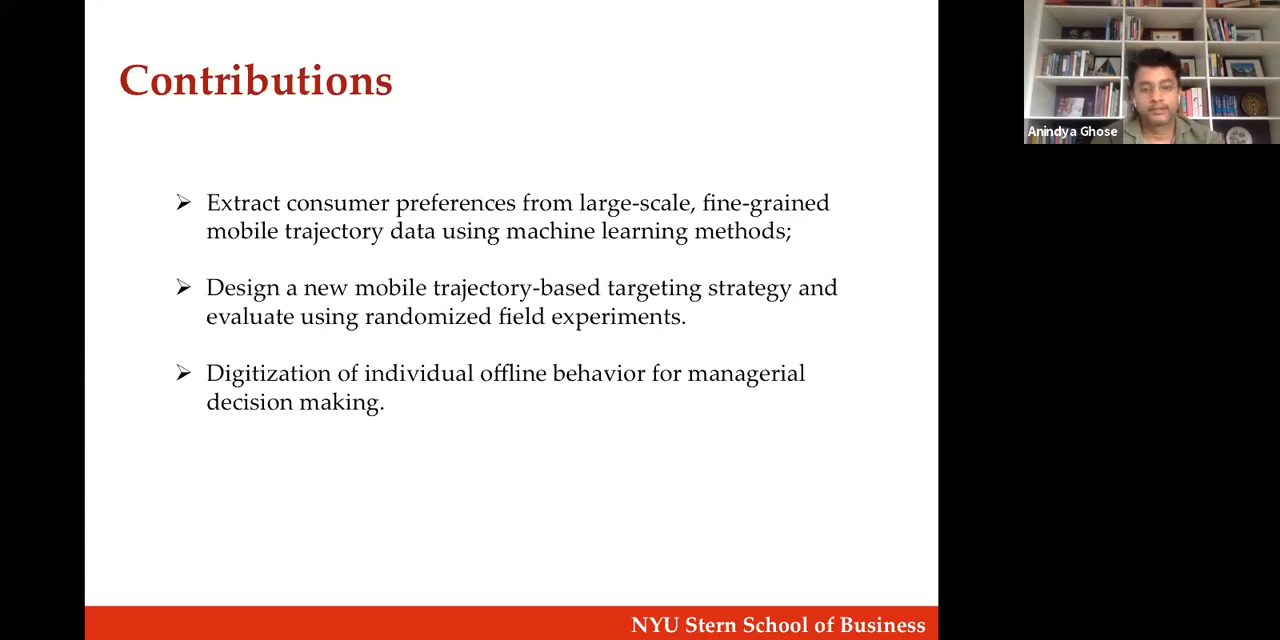 Contributions
➢ Extract consumer preferences from large-scale, fine-grained
mobile trajectory data using machine learning methods;
➢ Design a new mobile trajectory-based targeting strategy and
evaluate using randomized field experiments.
➢ Digitization of individual offline behavior for managerial
decision making.
NYU Stern School of Business
Anindya Ghose